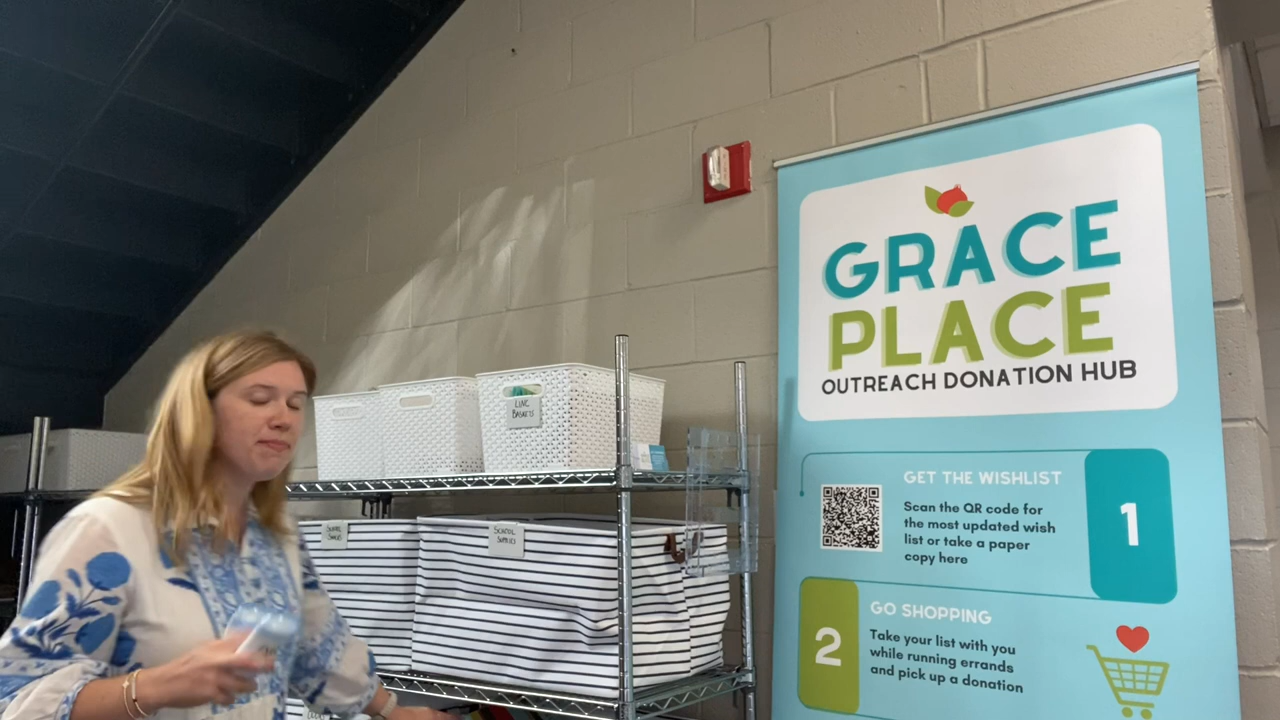 GRACE
PLACE
OUTREACH DONATION HUB
GET THE WISHLIST
Scan the QR code for
the most updated wish
list or take a paper
copy here
1
2
GO SHOPPING
Take your list with you
while running errands
and pick up a donation
SCHOOL
SUPPLIES